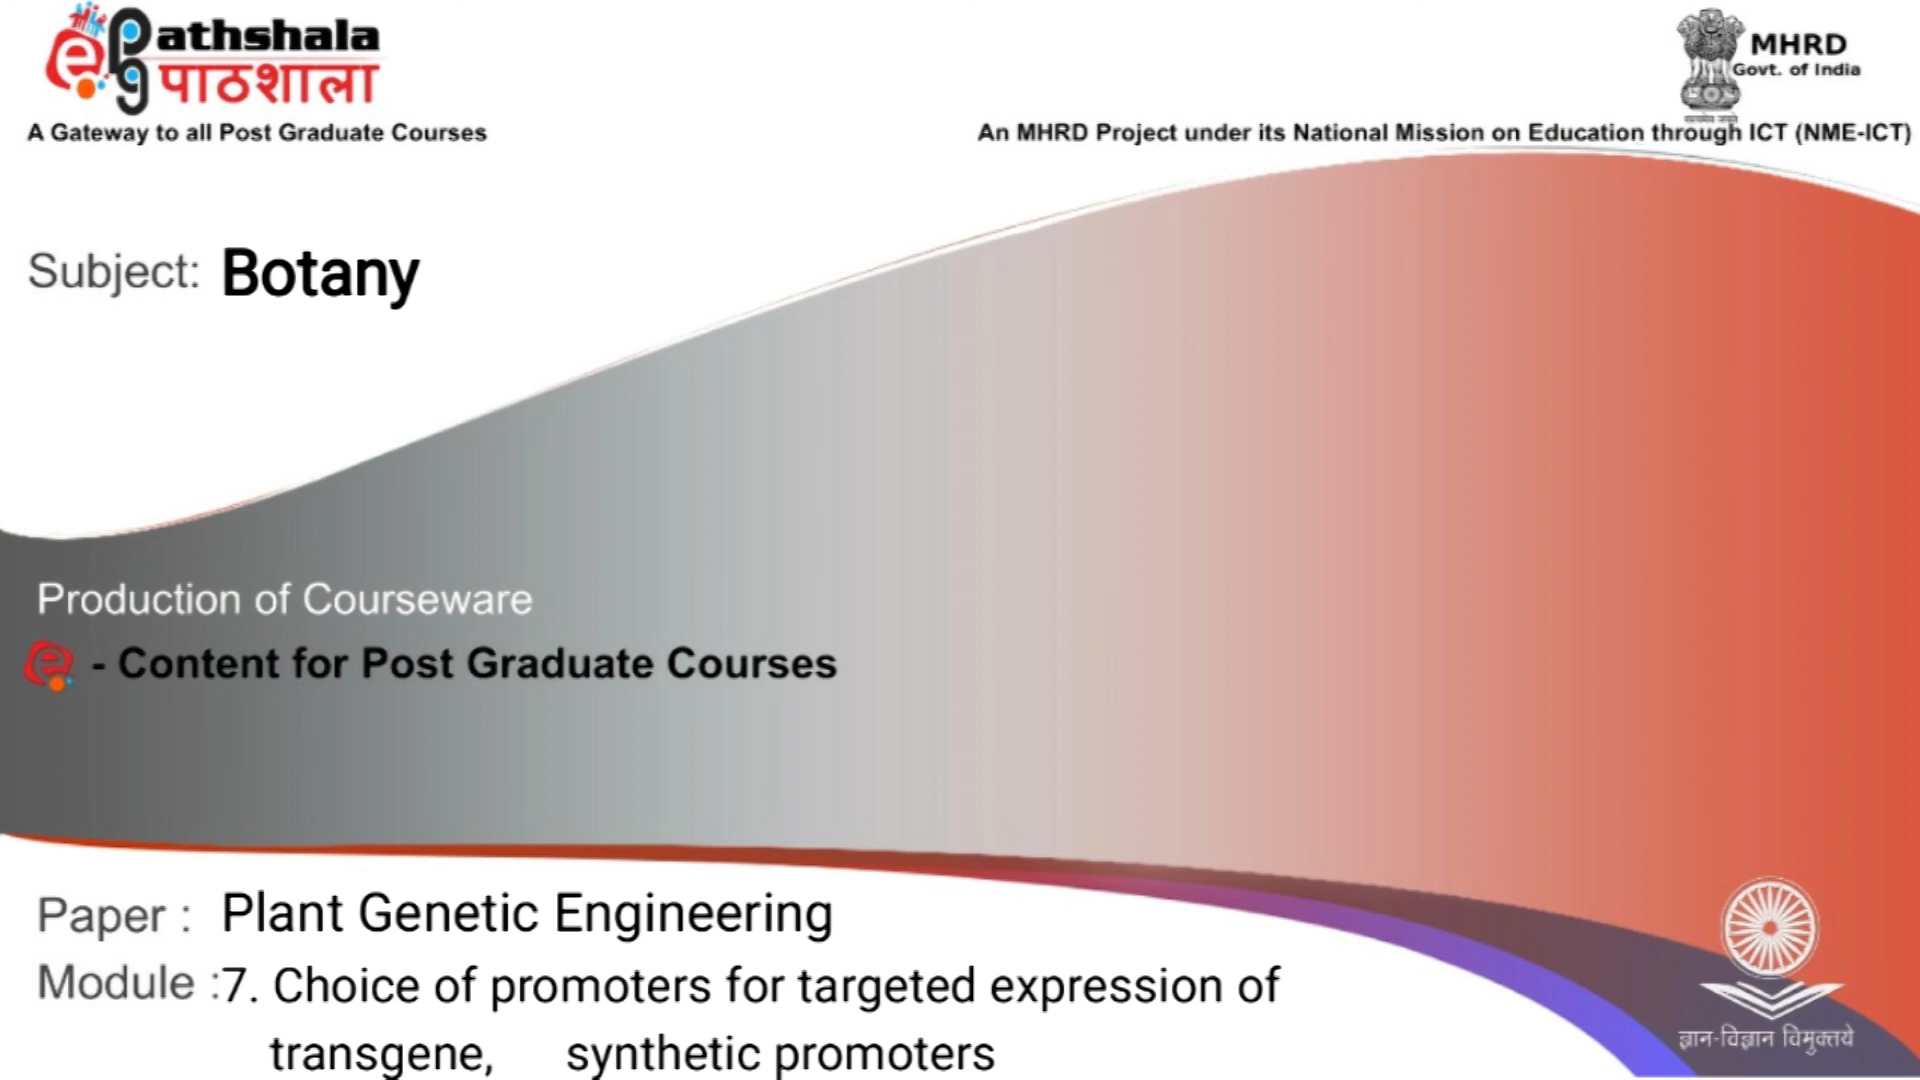 Pathshala
पाठशाला
A Gateway to all Post Graduate Courses
MHRD
Govt. of India
An MHRD Project under its National Mission on Education through ICT (NME-ICT)
Subject: Botany
Production of Courseware
e - Content for Post Graduate Courses
Paper : Plant Genetic Engineering
Module :7. Choice of promoters for targeted expression of
transgene, synthetic promoters
ज्ञान-विज्ञान विमुक्तये